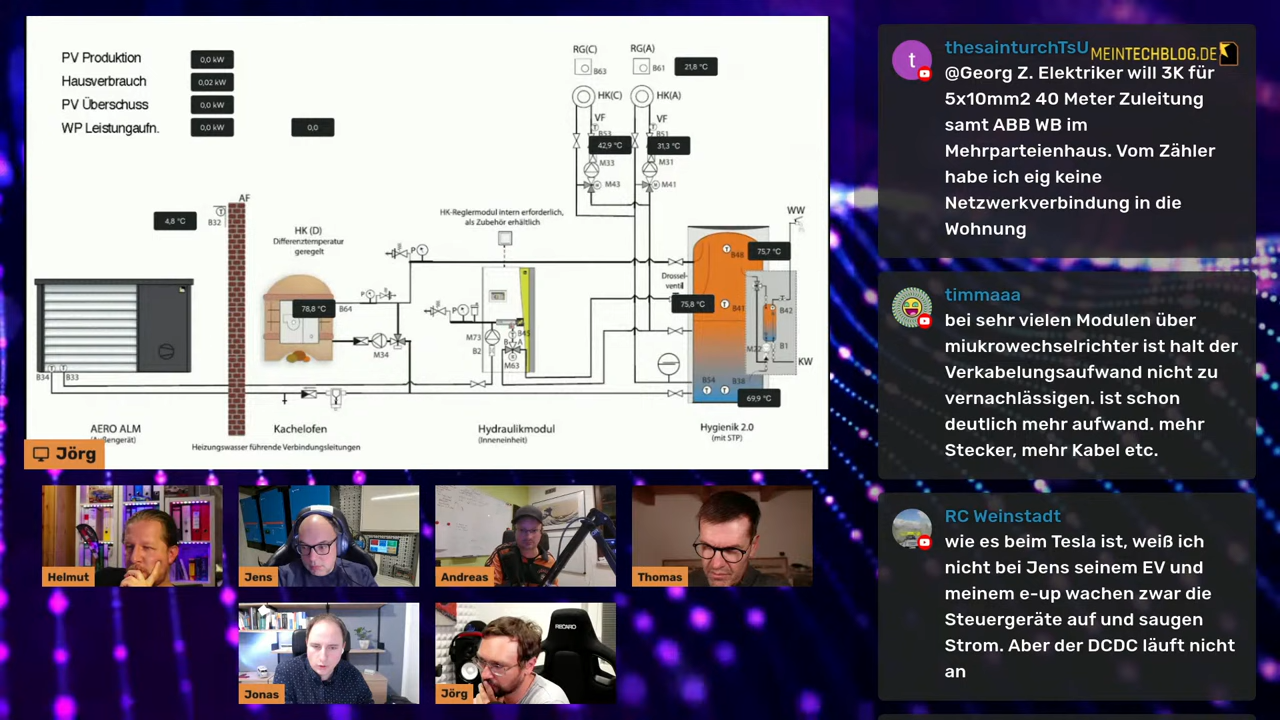 PV Produktion
0,0 kW
Hausverbrauch
0,02 kW
PV Überschuss
0,0 kW
WP Leistungaufn.
0,0 kW
0,0
RG(C)
B63
RG(A)
B61
21,8 °C
HK(C)
HK(A)
VF
B53
42,9 °C
M33
M43
VF
B51
31,3 °C
M31
M41
4,8 °C
AF
B32
HK (D)
Differenztemperatur
geregelt
78,8 °C
B64
M34
HK-Reglermodul intern erforderlich,
als Zubehör erhältlich
M73
B2
M63
Drossel-
ventil
75,8 °C
WW
B48
75,7 °C
B41
B42
B1
KW
B54
B38
69,9 °C
B34
B33
AERO ALM
(Außengerät)
Kachelofen
Hydraulikmodul
(Inneneinheit)
Hygienik 2.0
(mit STP)
Heizungswasser führende Verbindungsleitungen
Jörg
Helmut
Jens
Andreas
Thomas
Jonas
Jörg
RECARO
thesainturchTsU
MEINTECHBLOG.DE
t
@Georg Z. Elektriker will 3K für
5x10mm2 40 Meter Zuleitung
samt ABB WB im
Mehrparteienhaus. Vom Zähler
habe ich eig keine
Netzwerkverbindung in die
Wohnung
timmaaa
bei sehr vielen Modulen über
miukrowechselrichter ist halt der
Verkabelungsaufwand nicht zu
vernachlässigen. ist schon
deutlich mehr aufwand. mehr
Stecker, mehr Kabel etc.
RC Weinstadt
wie es beim Tesla ist, weiß ich
nicht bei Jens seinem EV und
meinem e-up wachen zwar die
Steuergeräte auf und saugen
Strom. Aber der DCDC läuft nicht
an